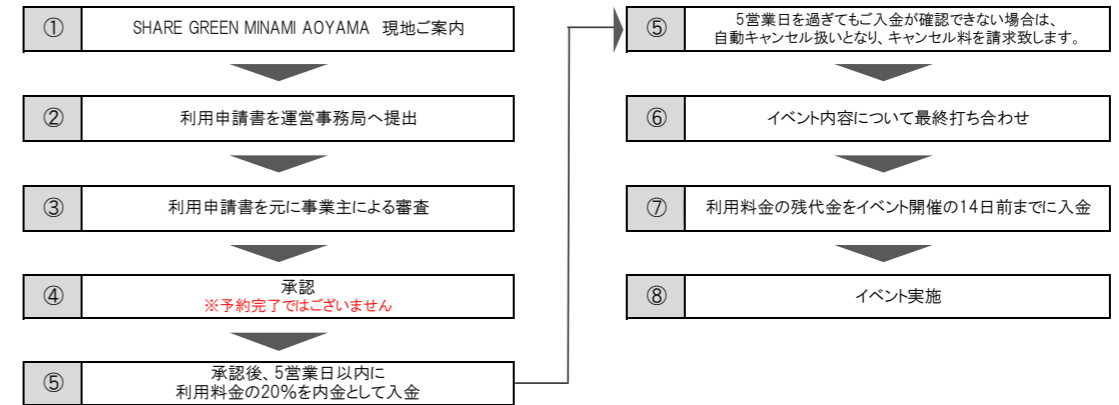 ① SHARE GREEN MINAMI AOYAMA 現地ご案内
② 利用申請書を運営事務局へ提出
③ 利用申請書を元に事業主による審査
④ 承認
※予約完了ではございません
⑤ 承認後、5営業日以内に
利用料金の20%を内金として入金
⑤ 5営業日を過ぎてもご入金が確認できない場合は、
自動キャンセル扱いとなり、キャンセル料を請求致します。
⑥ イベント内容について最終打ち合わせ
⑦ 利用料金の残代金をイベント開催の14日前までに入金
⑧ イベント実施